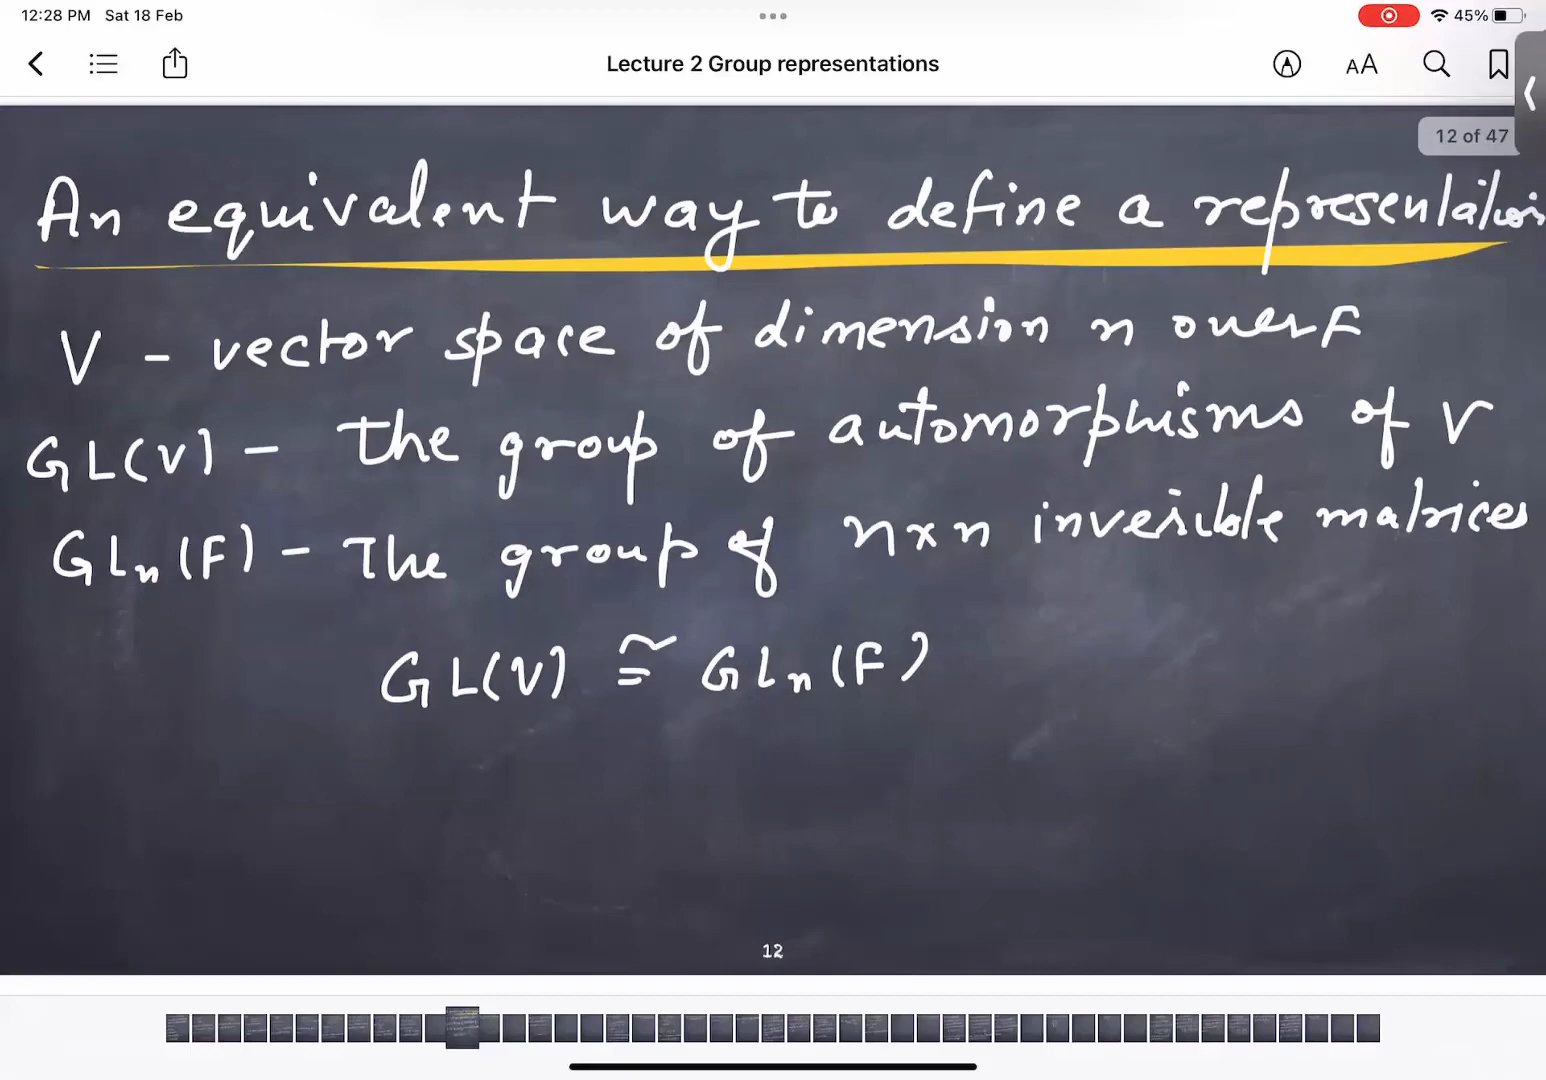 12:28 PM Sat 18 Feb
45%
Lecture 2 Group representations
AA
12 of 47
An equivalent way to define a representation
V - vector space of dimension n over F
GL(V) - the group of automorphisms of V
GLn(F) - The group of n×n invertible matrices
GL(V) ≅ GLn(F)
12